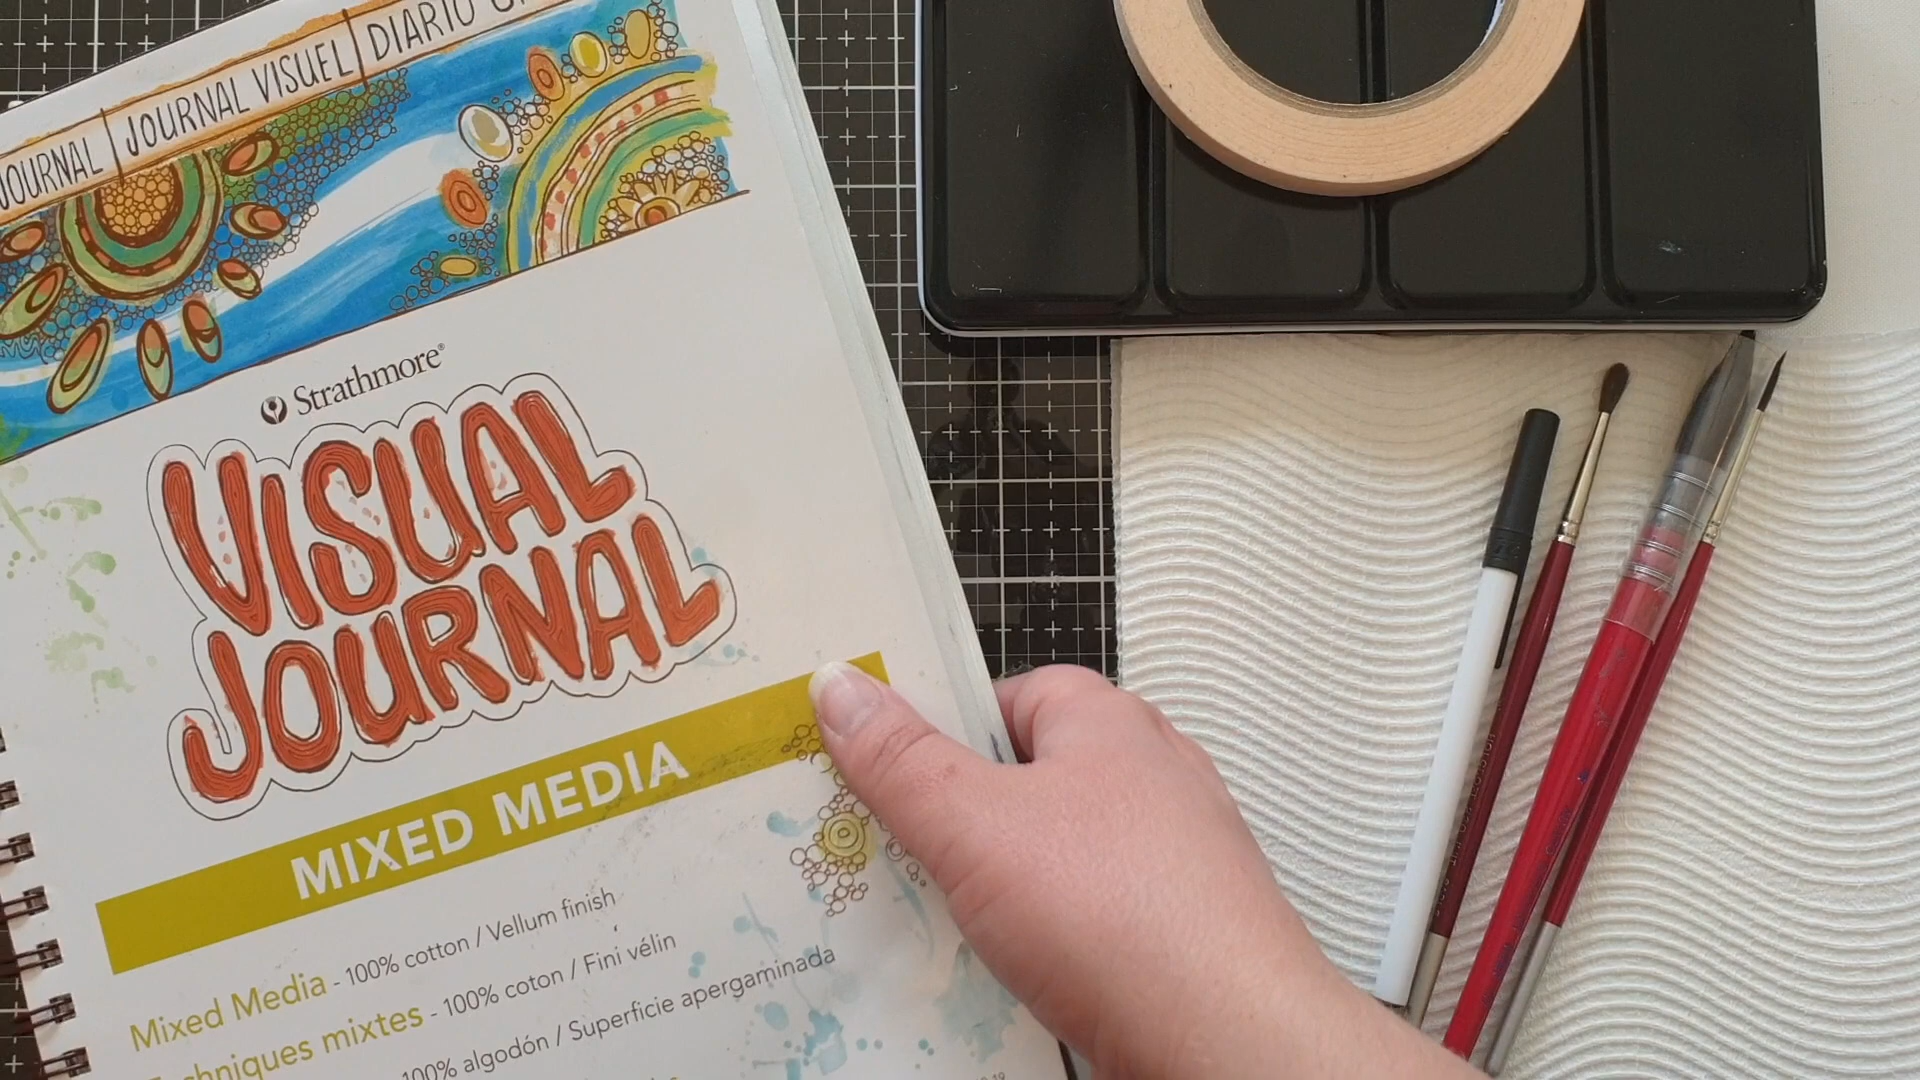 JOURNAL | JOURNAL VISUEL | DIARIO
Strathmore®
VISUAL
JOURNAL
MIXED MEDIA
Mixed Media - 100% cotton / Vellum finish
Techniques mixtes - 100% coton / Fini vélin
100% algodón / Superficie apergaminada